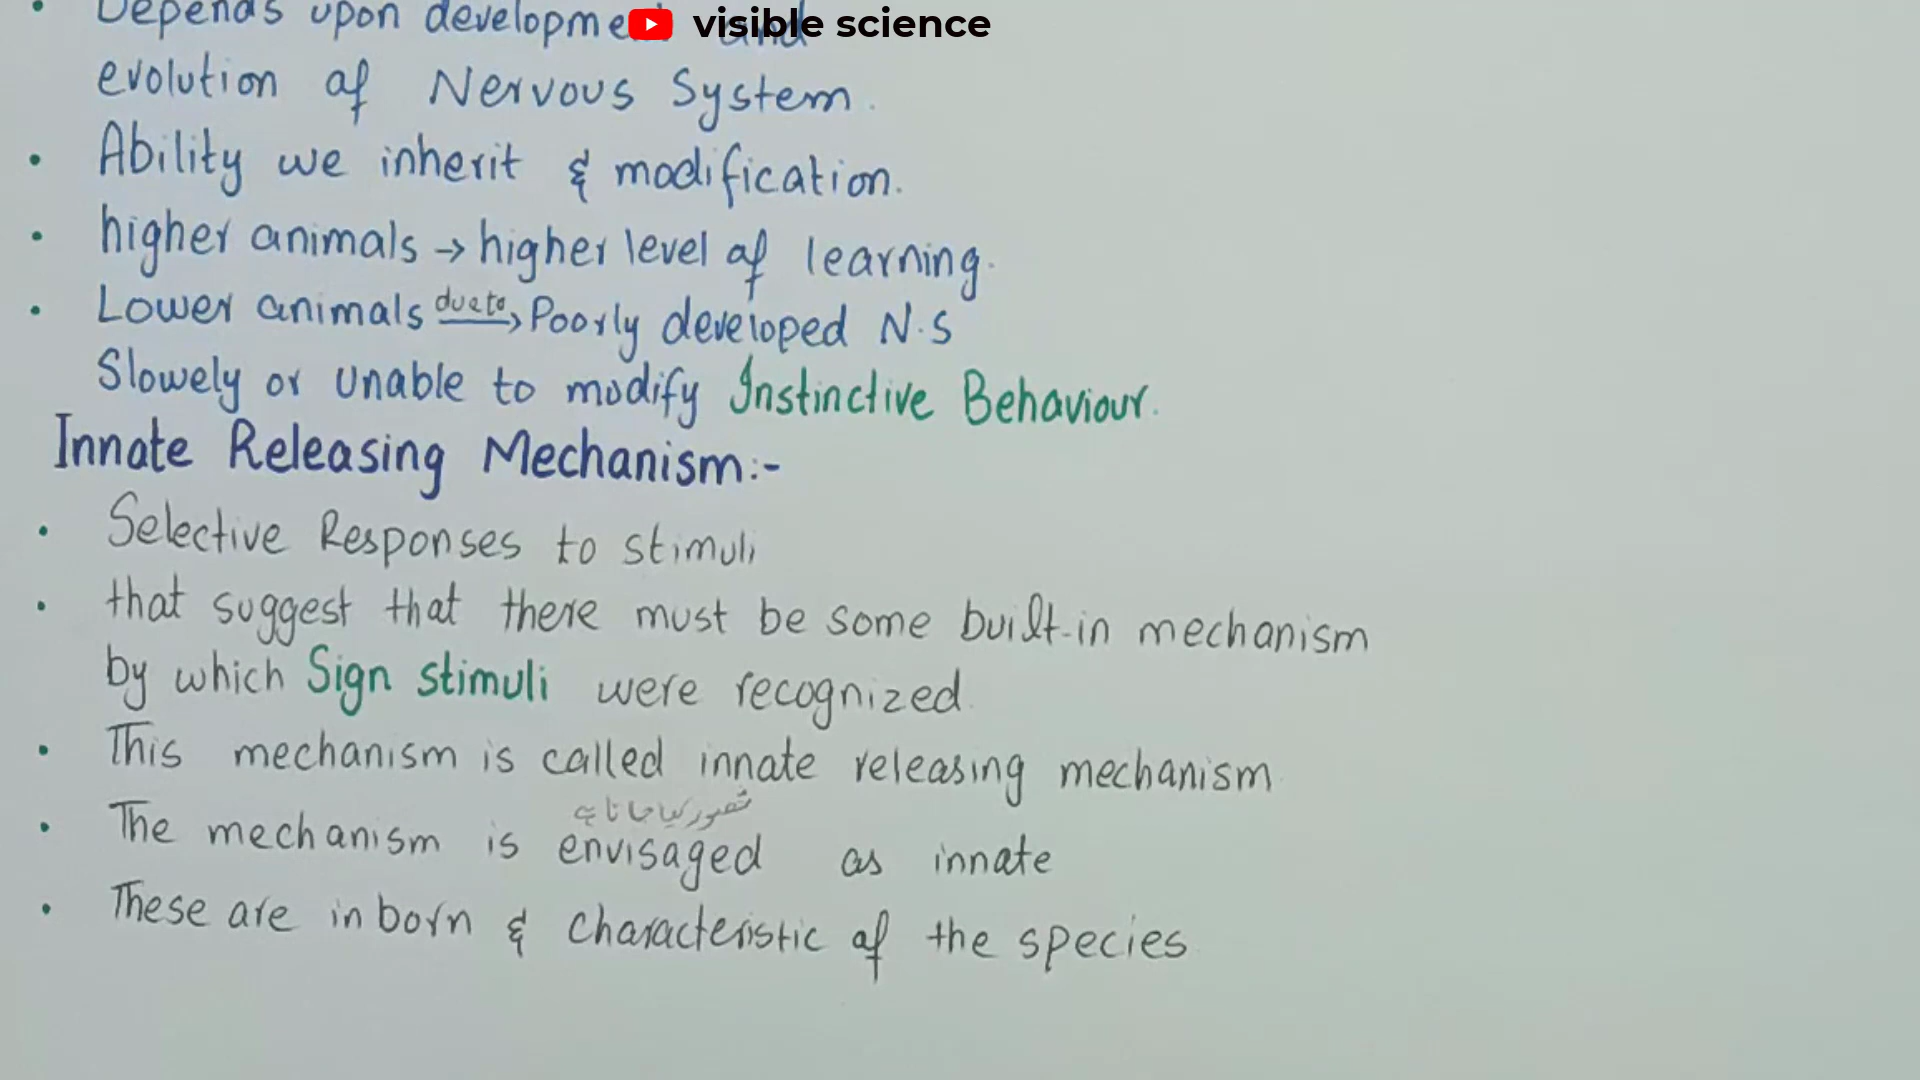 visible science
Depends upon development and
evolution of Nervous System.
• Ability we inherit & modification.
• higher animals → higher level of learning.
• Lower animals due to → Poorly developed N.S
Slowely or unable to modify Instinctive Behaviour.
Innate Releasing Mechanism:-
• Selective Responses to stimuli
• that suggest that there must be some built-in mechanism
by which Sign stimuli were recognized.
• This mechanism is called innate releasing mechanism
تصور کیا جاتا ہے
• The mechanism is envisaged as innate
• These are inborn & characteristic of the species